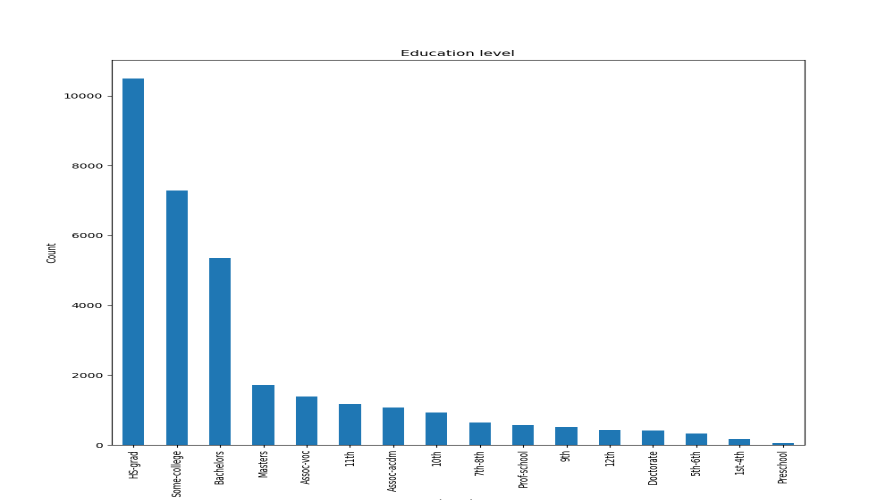 Education level
10000
8000
6000
4000
2000
0
Count
HS-grad
Some-college
Bachelors
Masters
Assoc-voc
11th
Assoc-acdm
10th
7th-8th
Prof-school
9th
12th
Doctorate
5th-6th
1st-4th
Preschool